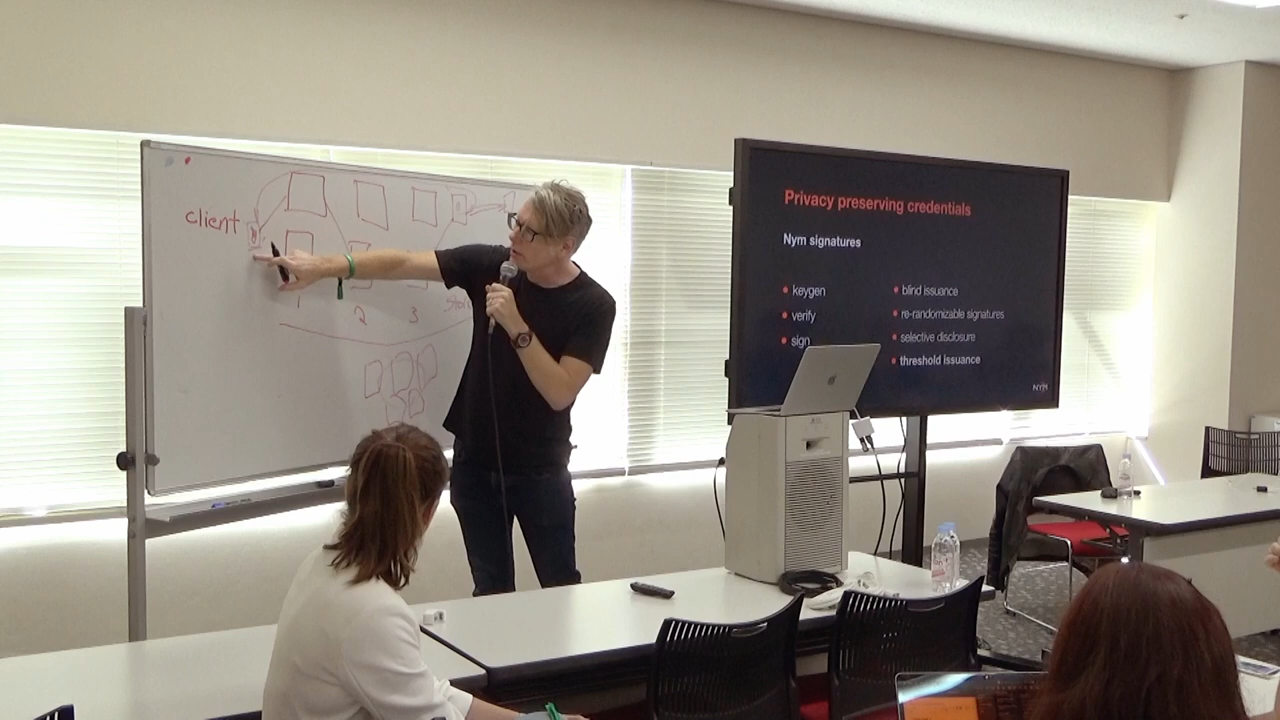 client
1
2
3
Privacy preserving credentials
Nym signatures
keygen
verify
sign
blind issuance
re-randomizable signatures
selective disclosure
threshold issuance
NYM